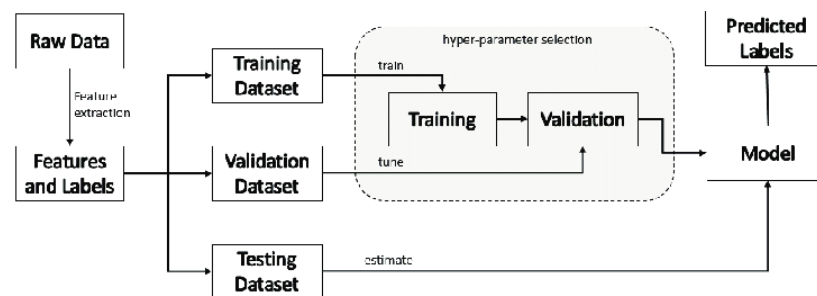 Raw Data
Feature
extraction
Features
and Labels
Training
Dataset
Validation
Dataset
Testing
Dataset
hyper-parameter selection
train
Training
Validation
tune
estimate
Predicted
Labels
Model